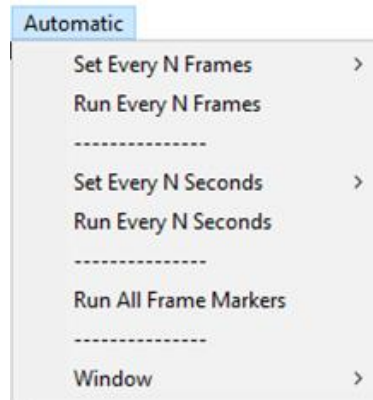 Automatic
Set Every N Frames >
Run Every N Frames
---------------
Set Every N Seconds >
Run Every N Seconds
---------------
Run All Frame Markers
---------------
Window >